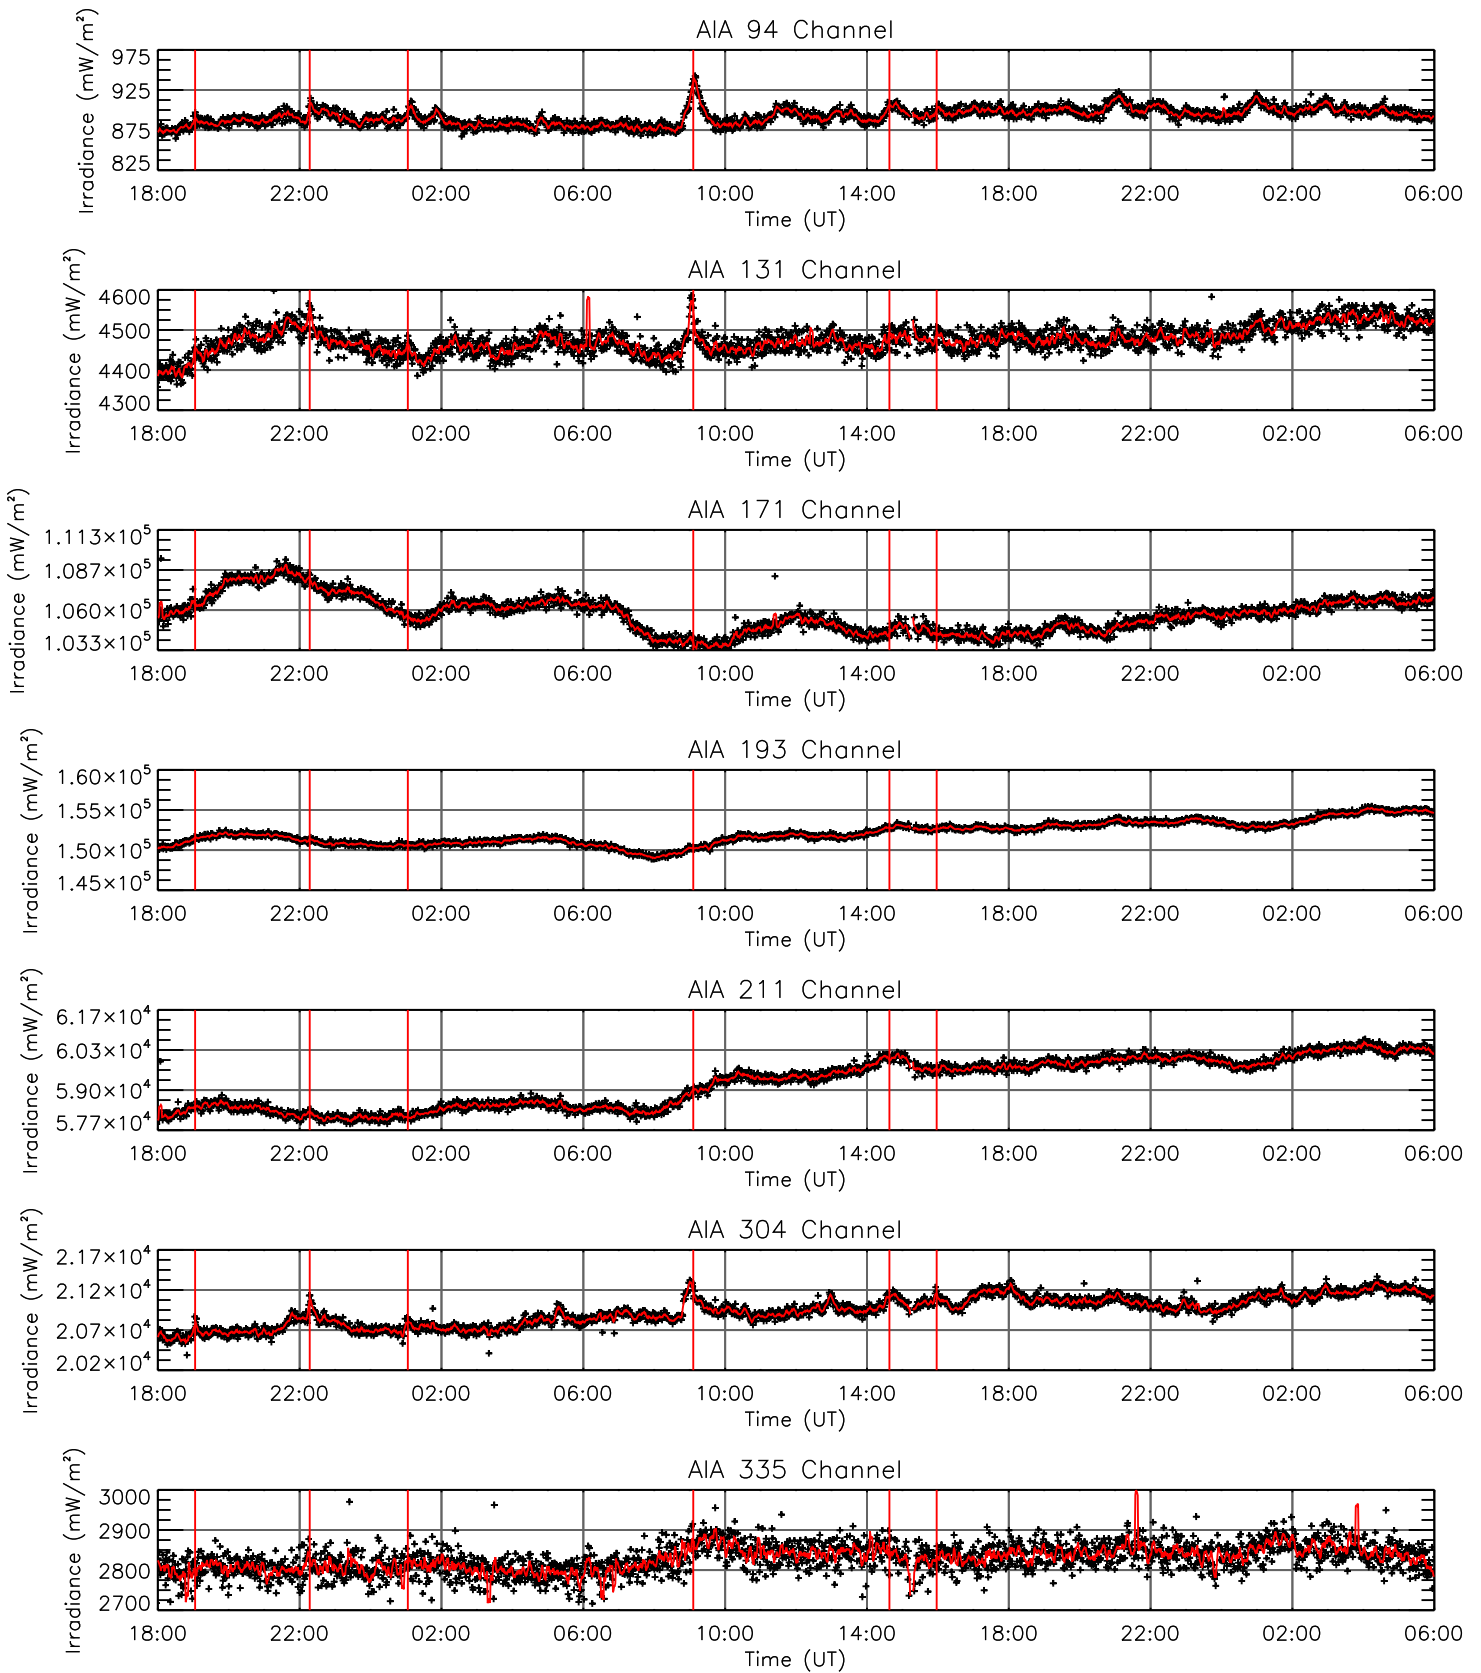 AIA 94 Channel
Irradiance (mW/m²)
975
925
875
825
18:00 22:00 02:00 06:00 10:00 14:00 18:00 22:00 02:00 06:00
Time (UT)
AIA 131 Channel
Irradiance (mW/m²)
4600
4500
4400
4300
18:00 22:00 02:00 06:00 10:00 14:00 18:00 22:00 02:00 06:00
Time (UT)
AIA 171 Channel
Irradiance (mW/m²)
1.113×10⁵
1.087×10⁵
1.060×10⁵
1.033×10⁵
18:00 22:00 02:00 06:00 10:00 14:00 18:00 22:00 02:00 06:00
Time (UT)
AIA 193 Channel
Irradiance (mW/m²)
1.60×10⁵
1.55×10⁵
1.50×10⁵
1.45×10⁵
18:00 22:00 02:00 06:00 10:00 14:00 18:00 22:00 02:00 06:00
Time (UT)
AIA 211 Channel
Irradiance (mW/m²)
6.17×10⁴
6.03×10⁴
5.90×10⁴
5.77×10⁴
18:00 22:00 02:00 06:00 10:00 14:00 18:00 22:00 02:00 06:00
Time (UT)
AIA 304 Channel
Irradiance (mW/m²)
2.17×10⁴
2.12×10⁴
2.07×10⁴
2.02×10⁴
18:00 22:00 02:00 06:00 10:00 14:00 18:00 22:00 02:00 06:00
Time (UT)
AIA 335 Channel
Irradiance (mW/m²)
3000
2900
2800
2700
18:00 22:00 02:00 06:00 10:00 14:00 18:00 22:00 02:00 06:00
Time (UT)